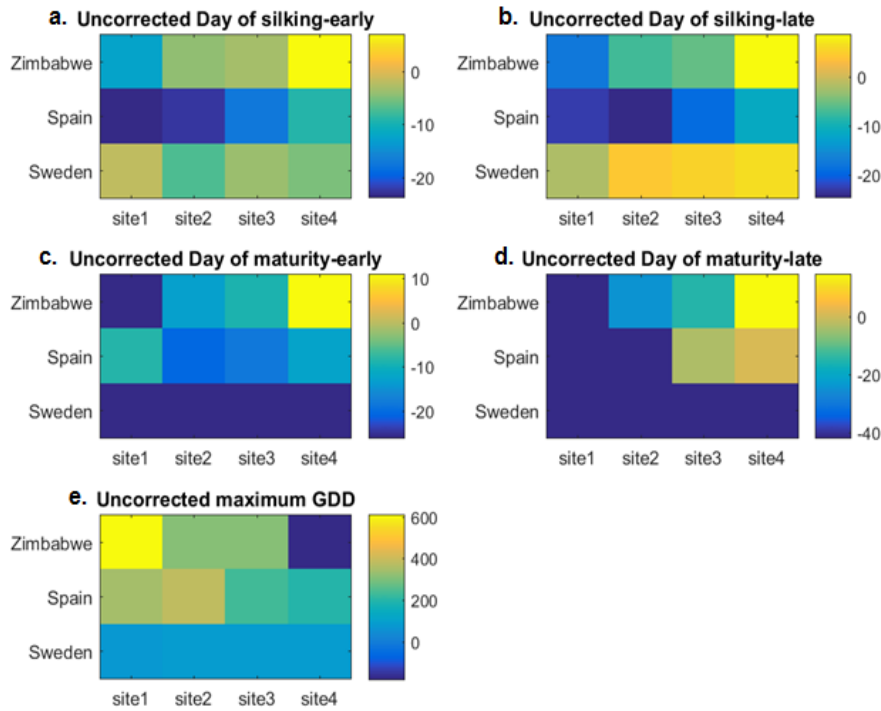 a. Uncorrected Day of silking-early
Zimbabwe
Spain
Sweden
site1 site2 site3 site4
0
-10
-20
b. Uncorrected Day of silking-late
Zimbabwe
Spain
Sweden
site1 site2 site3 site4
0
-10
-20
c. Uncorrected Day of maturity-early
Zimbabwe
Spain
Sweden
site1 site2 site3 site4
10
0
-10
-20
d. Uncorrected Day of maturity-late
Zimbabwe
Spain
Sweden
site1 site2 site3 site4
0
-20
-40
e. Uncorrected maximum GDD
Zimbabwe
Spain
Sweden
site1 site2 site3 site4
600
400
200
0